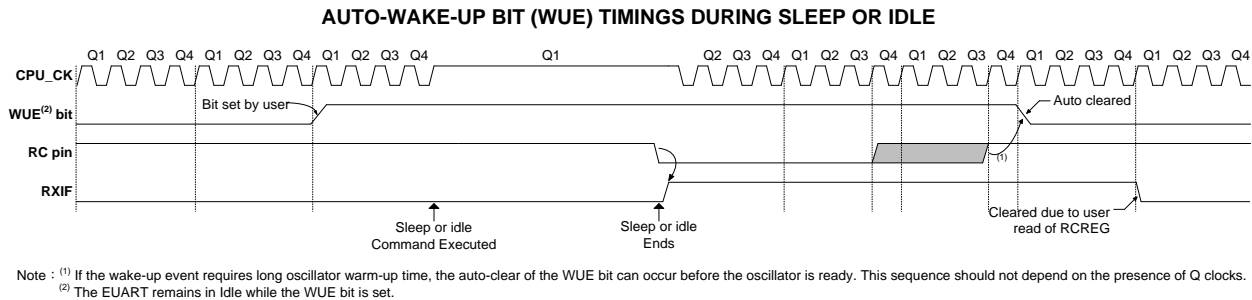 AUTO-WAKE-UP BIT (WUE) TIMINGS DURING SLEEP OR IDLE
Q1 Q2 Q3 Q4 Q1 Q2 Q3 Q4 Q1 Q2 Q3 Q4 Q1 Q2 Q3 Q4 Q1 Q2 Q3 Q4 Q1 Q2 Q3 Q4 Q1 Q2 Q3 Q4 Q1 Q2 Q3 Q4
CPU_CK
WUE(2) bit
Bit set by user
Auto cleared
RC pin
(1)
RXIF
Sleep or idle
Command Executed
Sleep or idle
Ends
Cleared due to user
read of RCREG
Note : (1) If the wake-up event requires long oscillator warm-up time, the auto-clear of the WUE bit can occur before the oscillator is ready. This sequence should not depend on the presence of Q clocks.
(2) The EUART remains in Idle while the WUE bit is set.